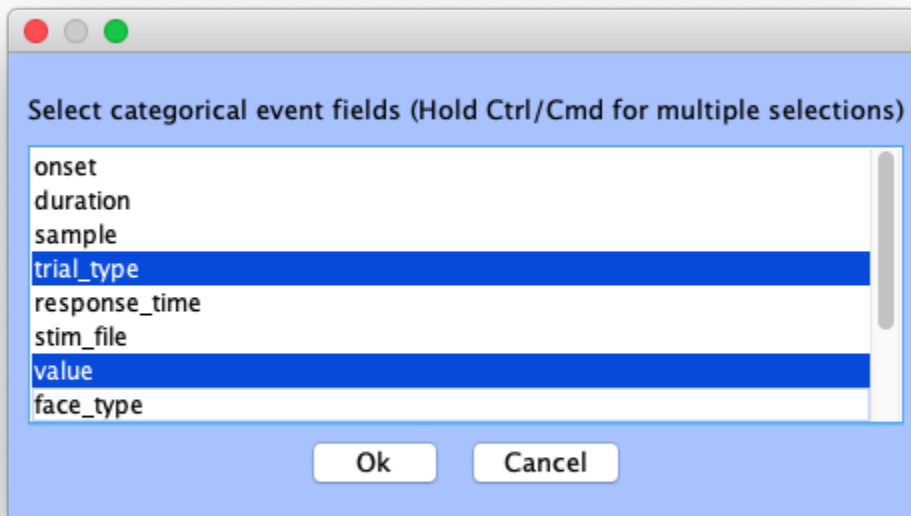 Select categorical event fields (Hold Ctrl/Cmd for multiple selections)
onset
duration
sample
trial_type
response_time
stim_file
value
face_type
Ok
Cancel